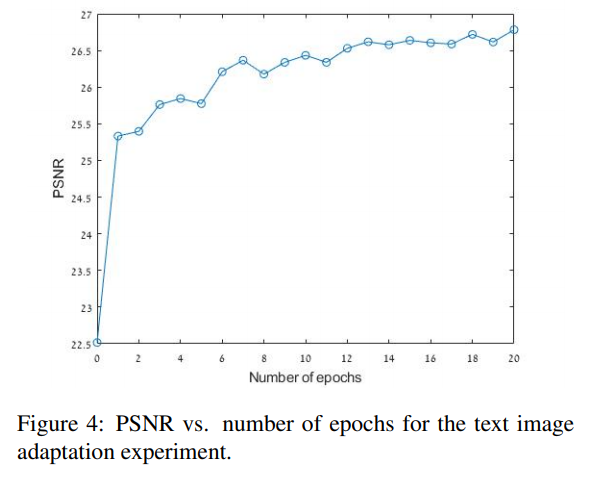 27
26.5
26
25.5
25
24.5
24
23.5
23
22.5
PSNR
0 2 4 6 8 10 12 14 16 18 20
Number of epochs
Figure 4: PSNR vs. number of epochs for the text image
adaptation experiment.